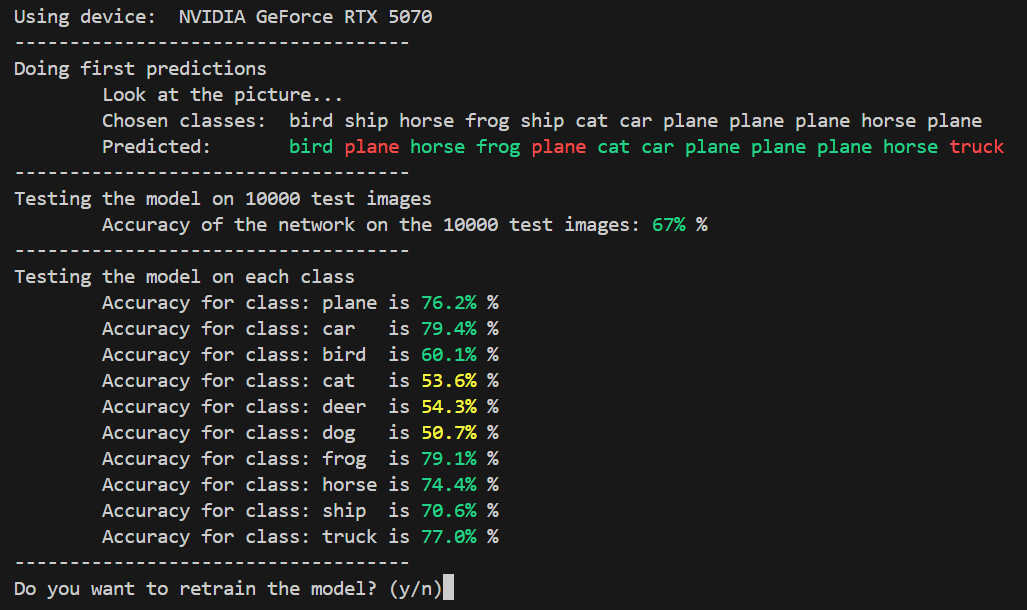 Using device:  NVIDIA GeForce RTX 5070
------------------------------------
Doing first predictions
        Look at the picture...
        Chosen classes:  bird ship horse frog ship cat car plane plane plane horse plane
        Predicted:       bird plane horse frog plane cat car plane plane plane horse truck
------------------------------------
Testing the model on 10000 test images
        Accuracy of the network on the 10000 test images: 67% %
------------------------------------
Testing the model on each class
        Accuracy for class: plane is 76.2% %
        Accuracy for class: car   is 79.4% %
        Accuracy for class: bird  is 60.1% %
        Accuracy for class: cat   is 53.6% %
        Accuracy for class: deer  is 54.3% %
        Accuracy for class: dog   is 50.7% %
        Accuracy for class: frog  is 79.1% %
        Accuracy for class: horse is 74.4% %
        Accuracy for class: ship  is 70.6% %
        Accuracy for class: truck is 77.0% %
------------------------------------
Do you want to retrain the model? (y/n)